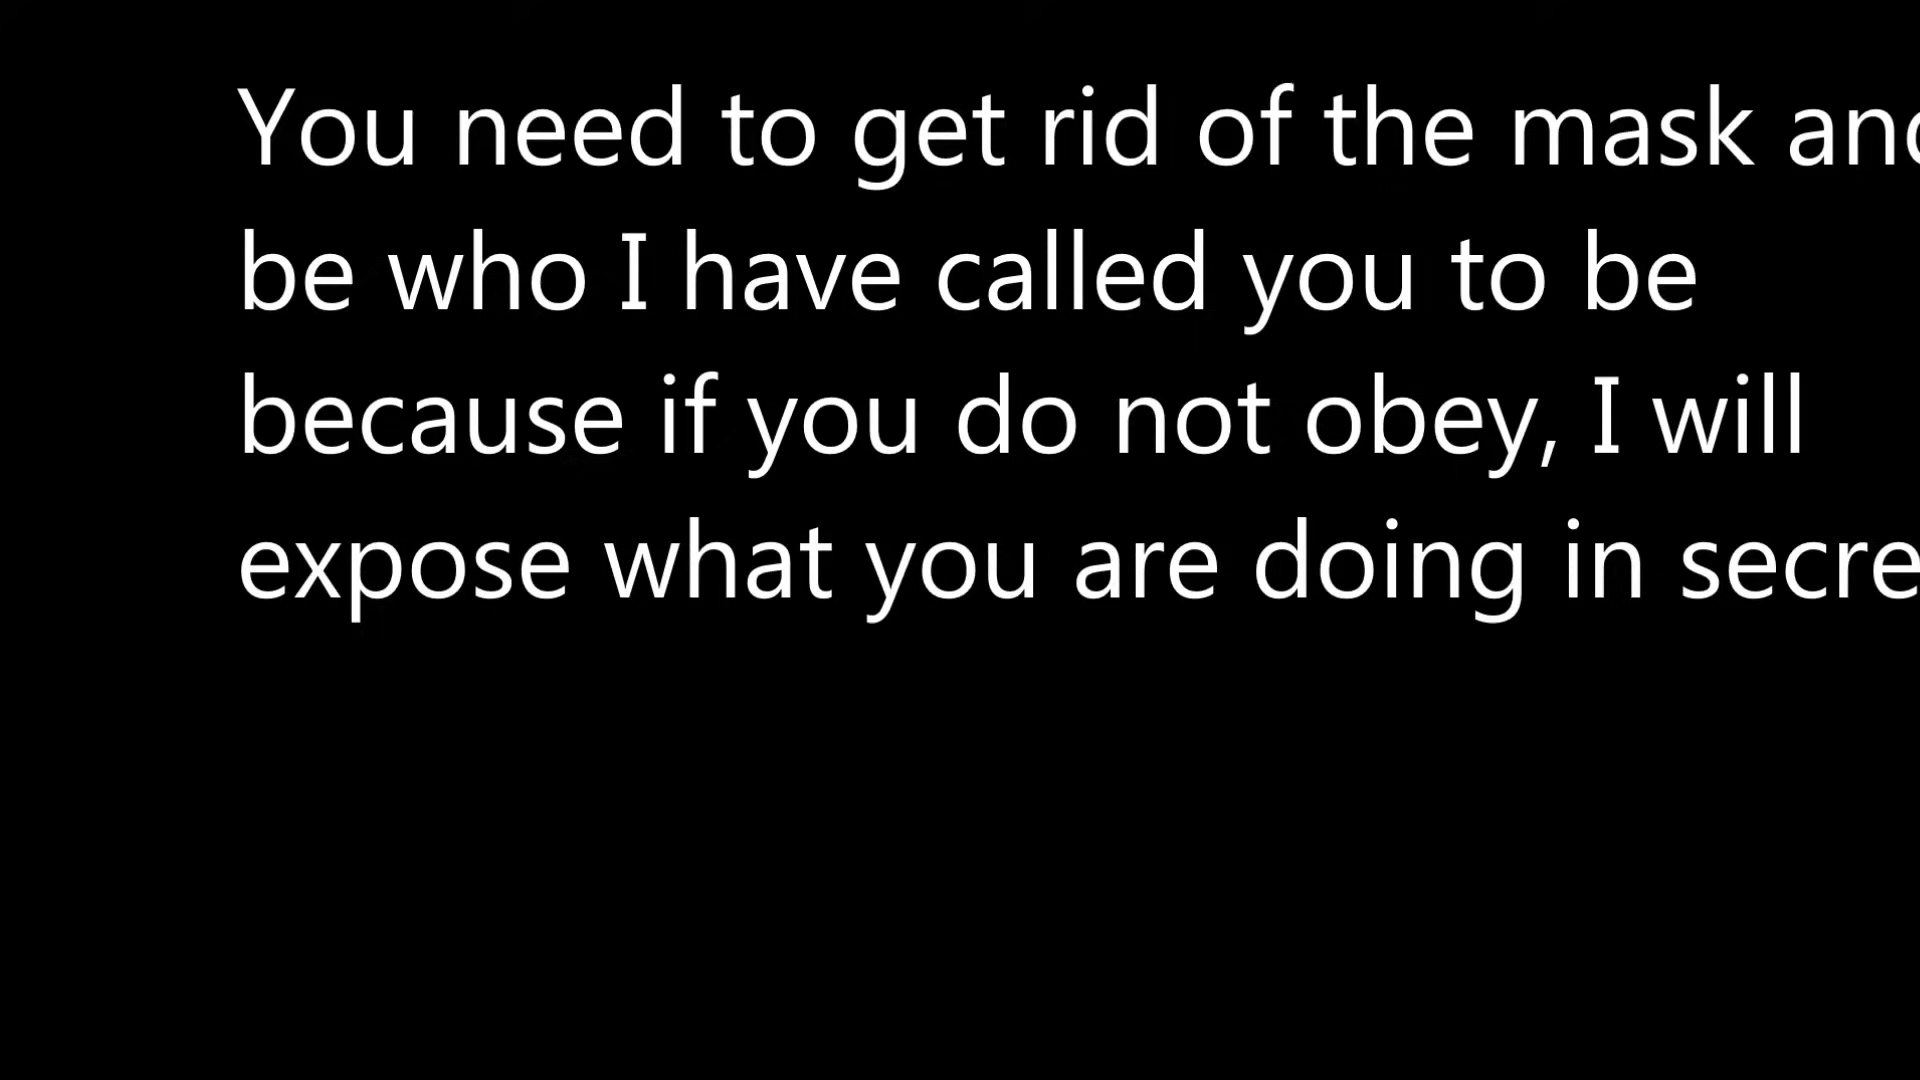 You need to get rid of the mask and
be who I have called you to be
because if you do not obey, I will
expose what you are doing in secre